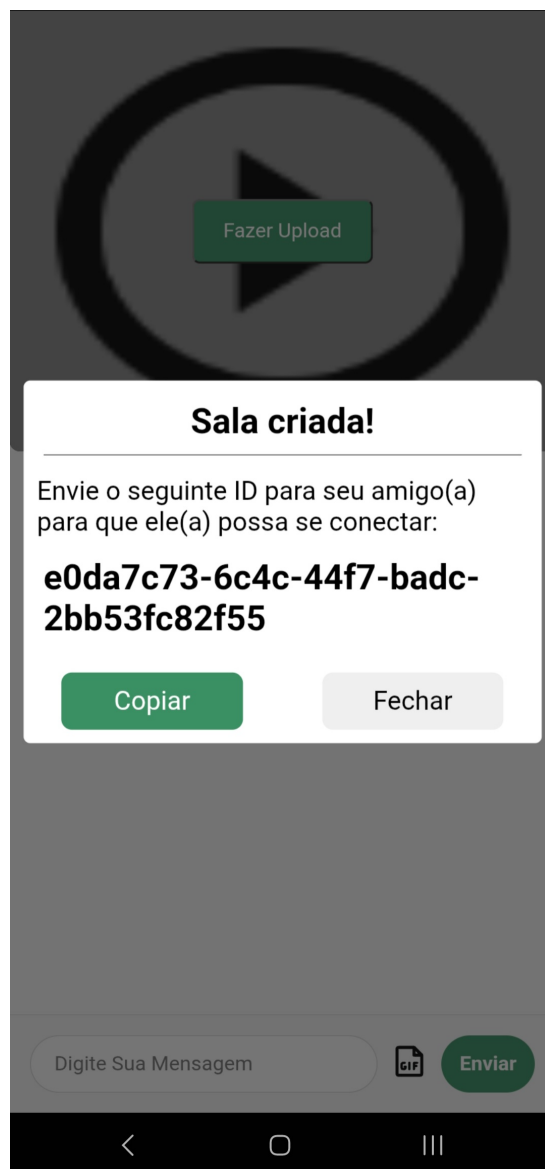 Fazer Upload
Sala criada!
Envie o seguinte ID para seu amigo(a)
para que ele(a) possa se conectar:
e0da7c73-6c4c-44f7-badc-
2bb53fc82f55
Copiar Fechar
Digite Sua Mensagem GIF Enviar